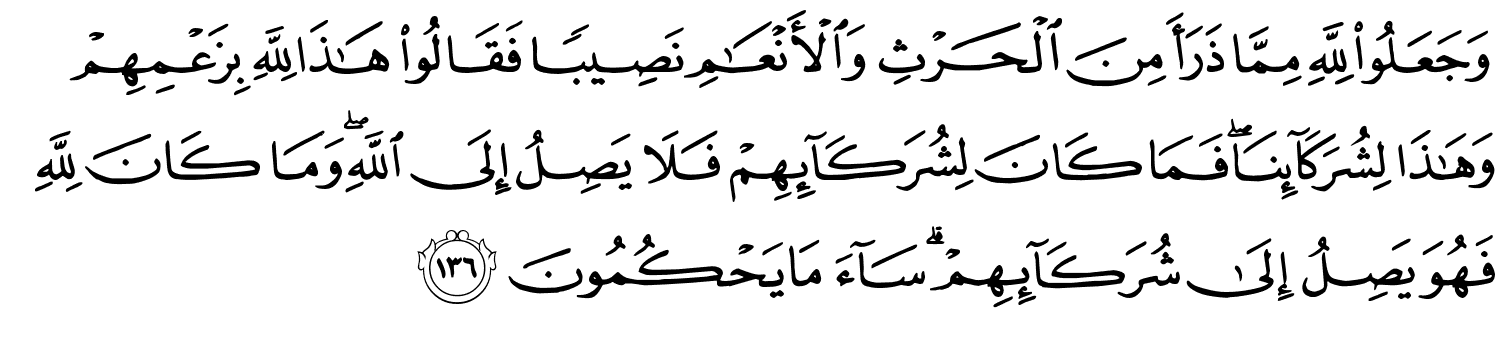 وَجَعَلُوا۟ لِلَّهِ مِمَّا ذَرَأَ مِنَ ٱلْحَرْثِ وَٱلْأَنْعَـٰمِ نَصِيبًا فَقَالُوا۟ هَـٰذَا لِلَّهِ بِزَعْمِهِمْ
وَهَـٰذَا لِشُرَكَآئِنَا ۖ فَمَا كَانَ لِشُرَكَآئِهِمْ فَلَا يَصِلُ إِلَى ٱللَّهِ ۖ وَمَا كَانَ لِلَّهِ
فَهُوَ يَصِلُ إِلَىٰ شُرَكَآئِهِمْ ۗ سَآءَ مَا يَحْكُمُونَ ١٣٦